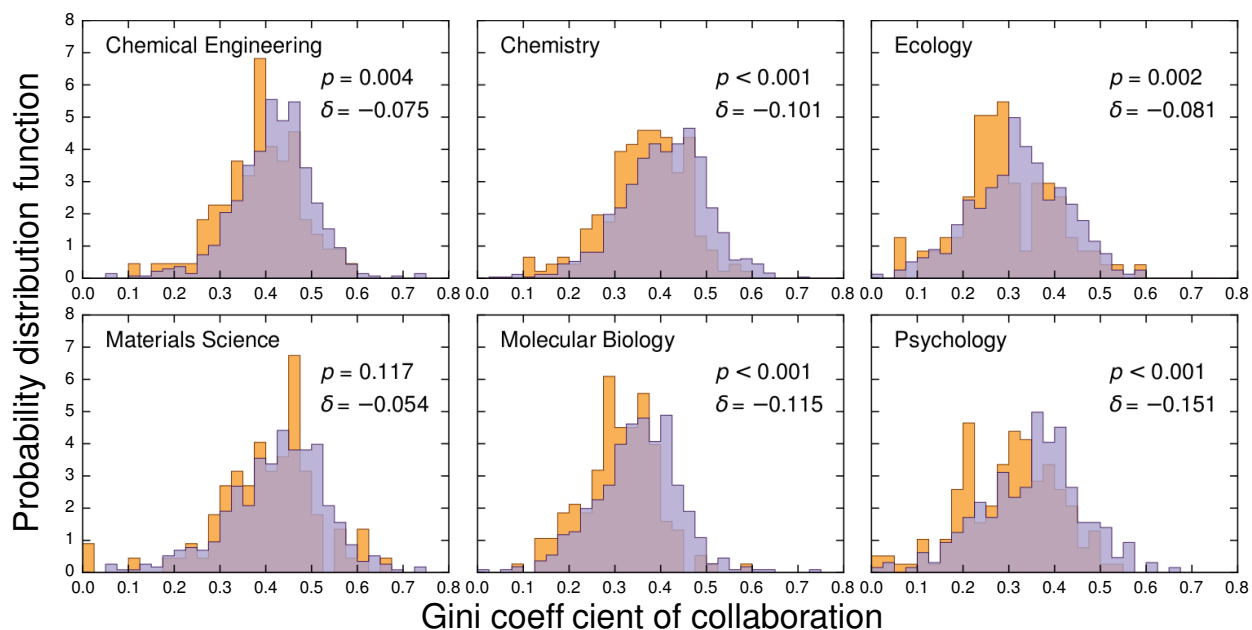 Probability distribution function
8
7
6
5
4
3
2
1
0
Chemical Engineering
p = 0.004
δ = −0.075
0.0 0.1 0.2 0.3 0.4 0.5 0.6 0.7 0.8
Chemistry
p < 0.001
δ = −0.101
0.0 0.1 0.2 0.3 0.4 0.5 0.6 0.7 0.8
Ecology
p = 0.002
δ = −0.081
0.0 0.1 0.2 0.3 0.4 0.5 0.6 0.7 0.8
8
7
6
5
4
3
2
1
0
Materials Science
p = 0.117
δ = −0.054
0.0 0.1 0.2 0.3 0.4 0.5 0.6 0.7 0.8
Molecular Biology
p < 0.001
δ = −0.115
0.0 0.1 0.2 0.3 0.4 0.5 0.6 0.7 0.8
Psychology
p < 0.001
δ = −0.151
0.0 0.1 0.2 0.3 0.4 0.5 0.6 0.7 0.8
Gini coeff cient of collaboration